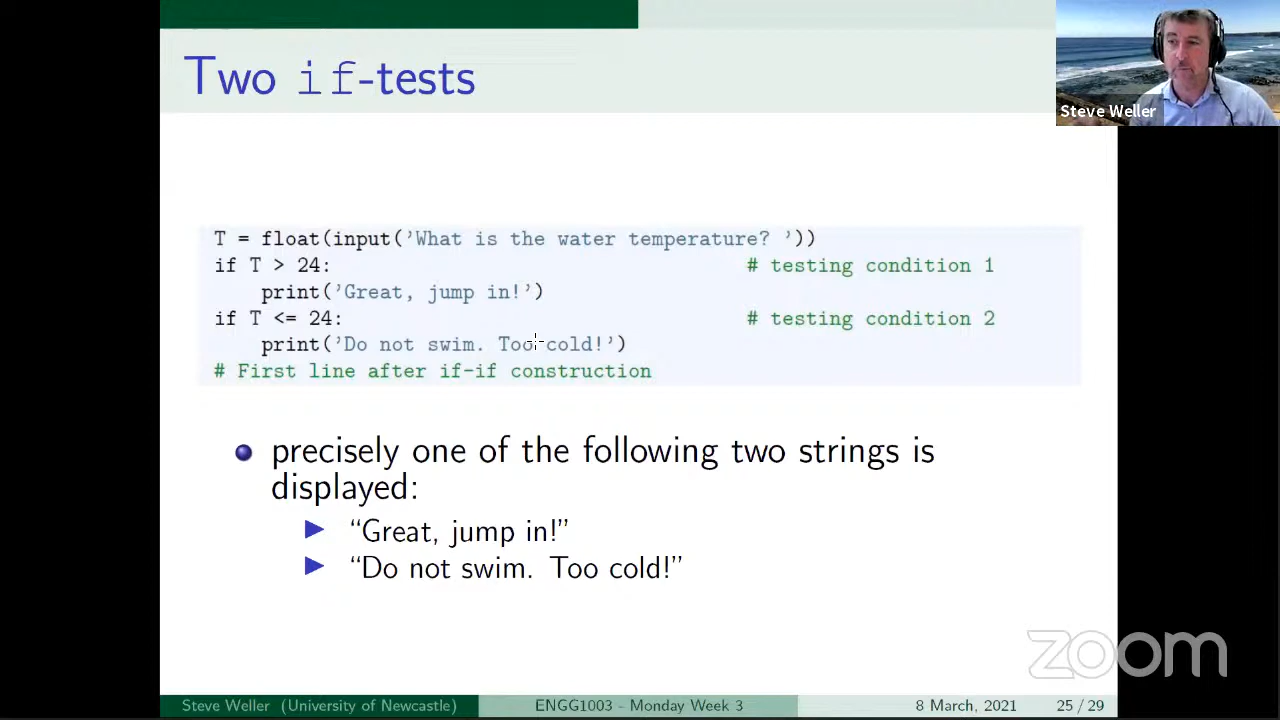 Two if-tests
Steve Weller
T = float(input('What is the water temperature? '))
if T > 24: # testing condition 1
    print('Great, jump in!')
if T <= 24: # testing condition 2
    print('Do not swim. Too cold!')
# First line after if-if construction
precisely one of the following two strings is
displayed:
“Great, jump in!”
“Do not swim. Too cold!”
zoom
Steve Weller (University of Newcastle) ENGG1003 - Monday Week 3 8 March, 2021 25 / 29